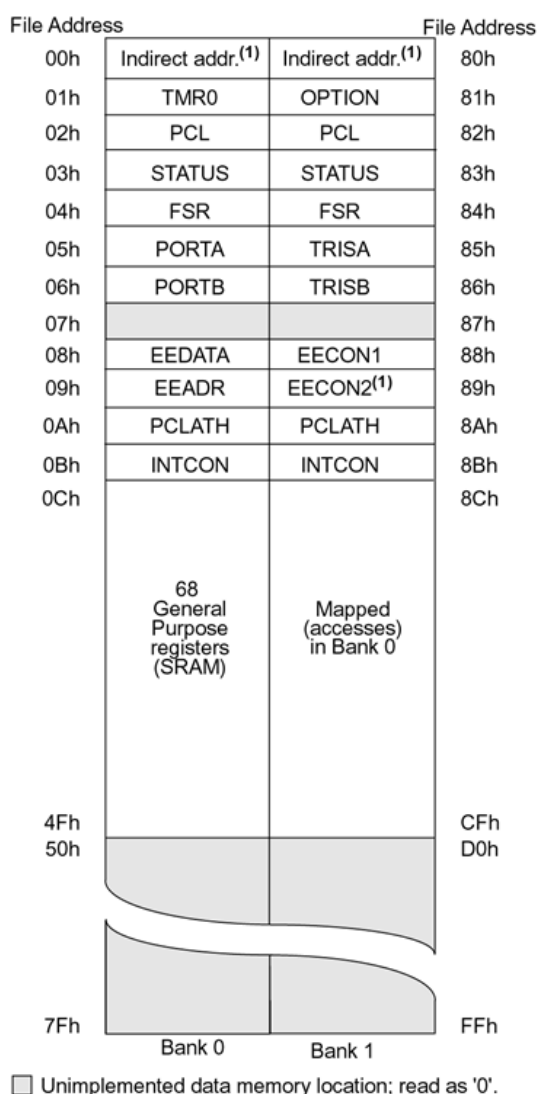 File Address File Address
00h Indirect addr.(1) Indirect addr.(1) 80h
01h TMR0 OPTION 81h
02h PCL PCL 82h
03h STATUS STATUS 83h
04h FSR FSR 84h
05h PORTA TRISA 85h
06h PORTB TRISB 86h
07h 87h
08h EEDATA EECON1 88h
09h EEADR EECON2(1) 89h
0Ah PCLATH PCLATH 8Ah
0Bh INTCON INTCON 8Bh
0Ch 8Ch
68
General
Purpose
registers
(SRAM)
Mapped
(accesses)
in Bank 0
4Fh CFh
50h D0h
7Fh FFh
Bank 0 Bank 1
Unimplemented data memory location; read as '0'.